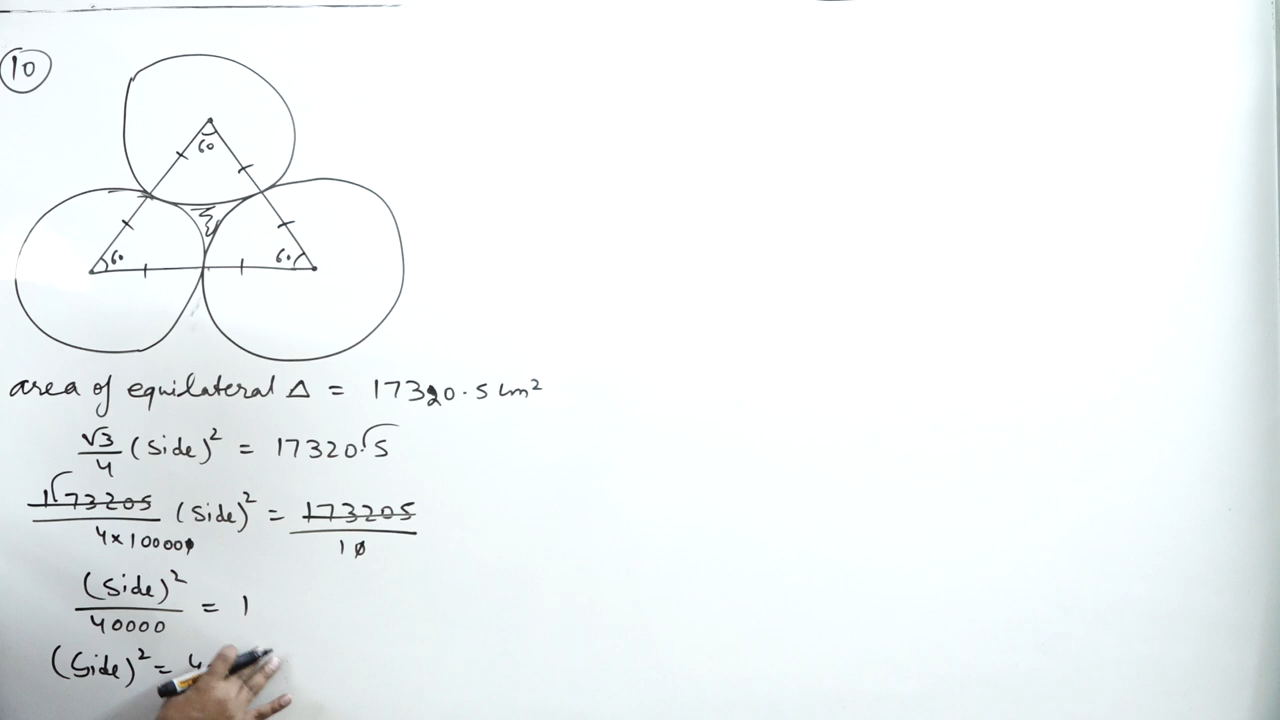 10
60
60 60
area of equilateral Δ = 17320.5 cm²
√3/4 (Side)² = 17320.5
173205/4×100000 (Side)² = 173205/10
(Side)²/40000 = 1
(Side)² = 4